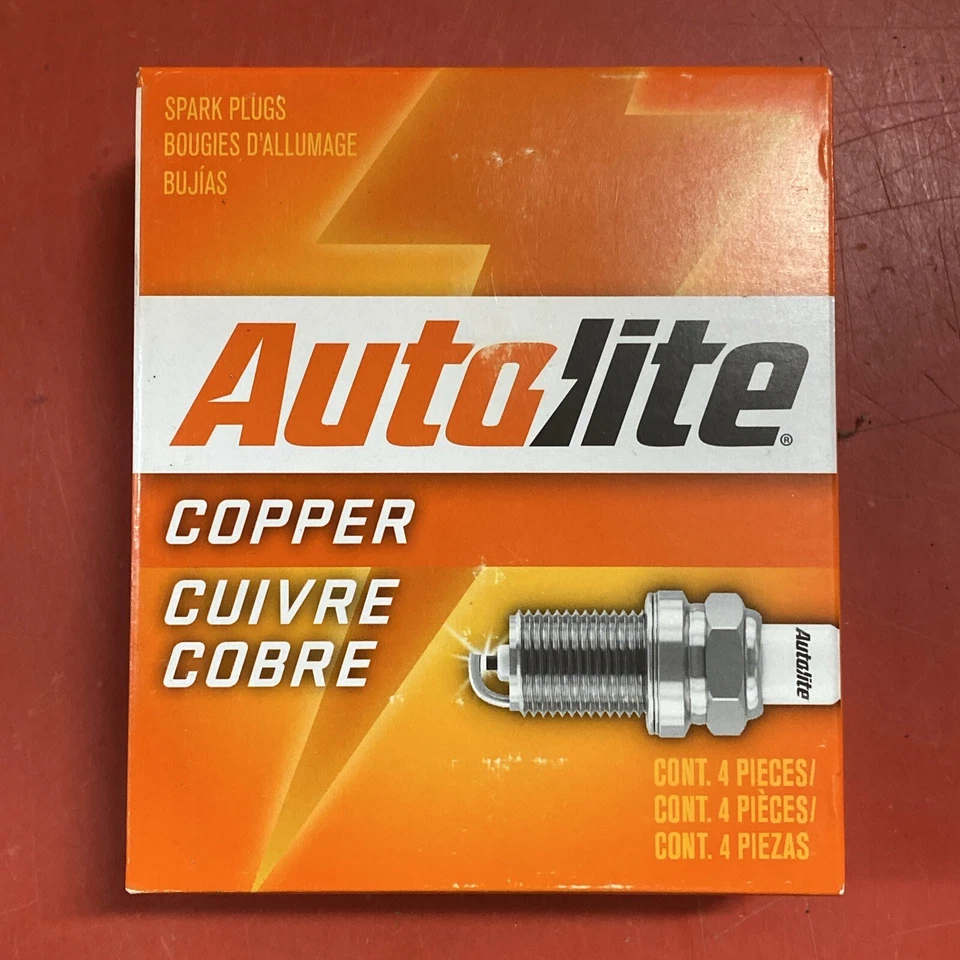 SPARK PLUGS
BOUGIES D'ALLUMAGE
BUJÍAS
Autolite®
COPPER
CUIVRE
COBRE
Autolite
CONT. 4 PIECES/
CONT. 4 PIÈCES/
CONT. 4 PIEZAS